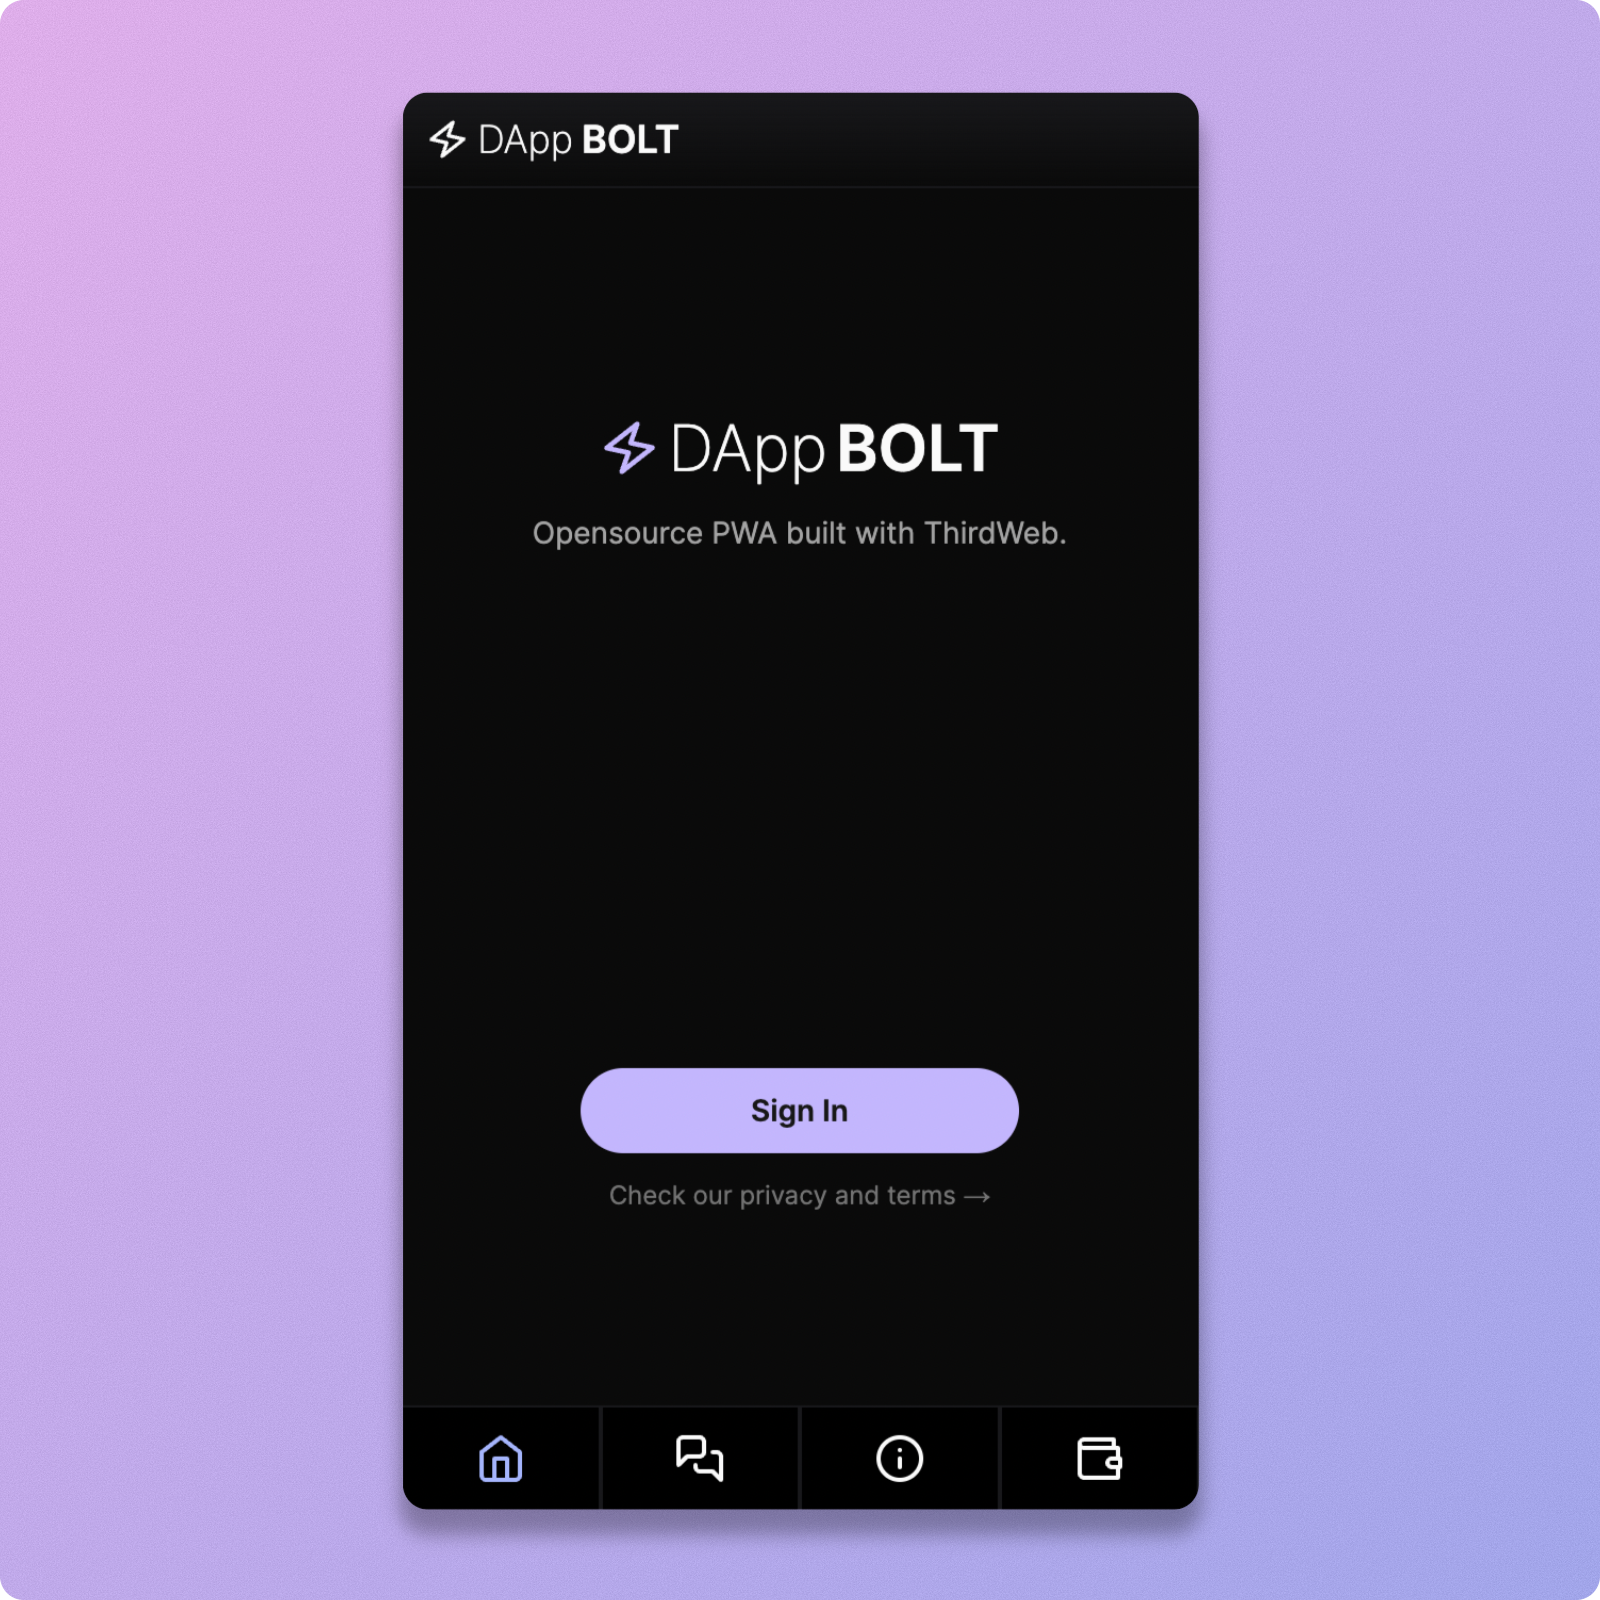 DApp BOLT
DApp BOLT
Opensource PWA built with ThirdWeb.
Sign In
Check our privacy and terms →